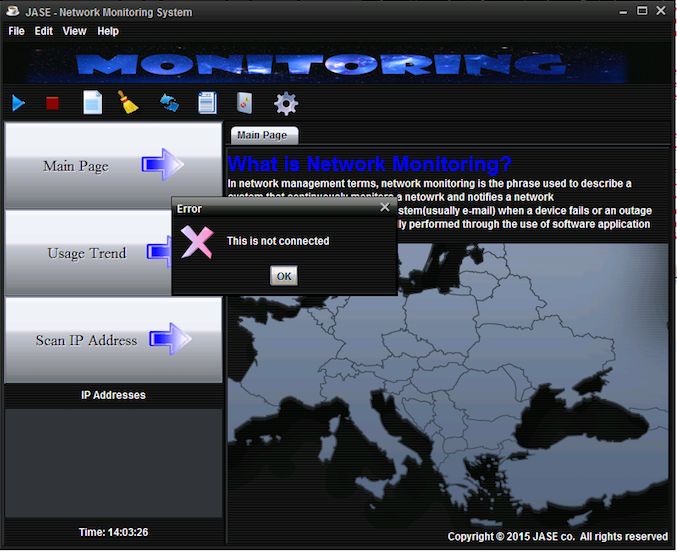 JASE - Network Monitoring System
File Edit View Help
MONITORING
Main Page
Usage Trend
Scan IP Address
IP Addresses
Time: 14:03:26
Main Page
What is Network Monitoring?
In network management terms, network monitoring is the phrase used to describe a
system that continuously monitors a netowrk and notifies a network
stem(usually e-mail) when a device fails or an outage
lly performed through the use of software application
Error
This is not connected
OK
Copyright © 2015 JASE co. All rights reserved